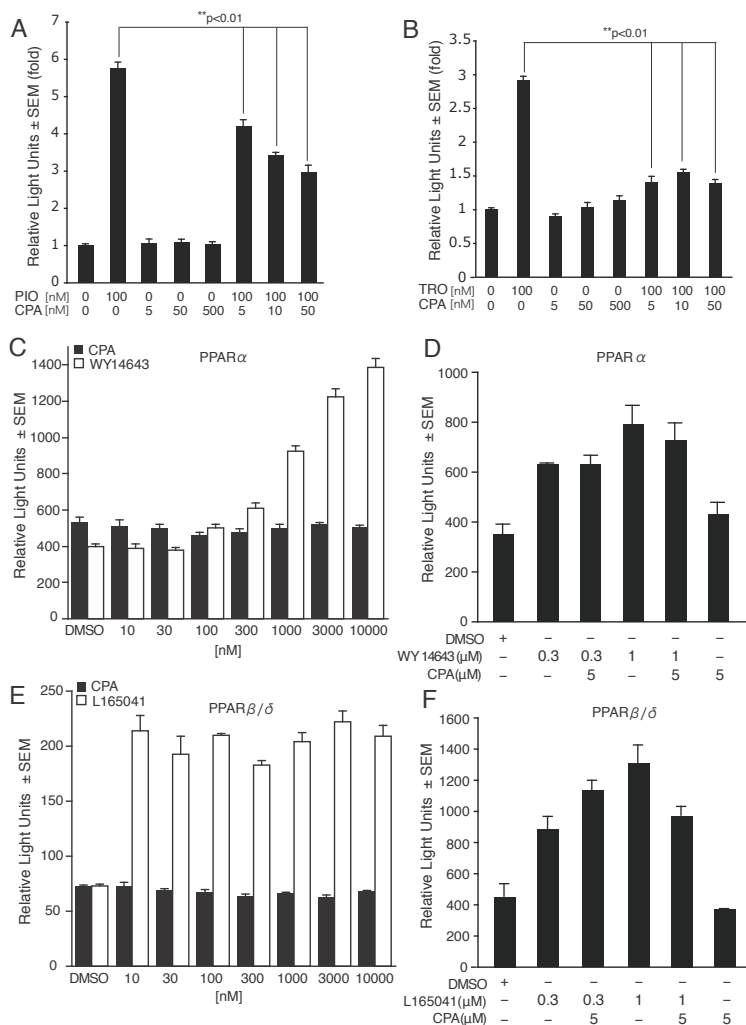 A
**p<0.01
Relative Light Units ± SEM (fold)
7
6
5
4
3
2
1
0
PIO [nM] 0 100 0 0 0 100 100 100
CPA [nM] 0 0 5 50 500 5 10 50
B
**p<0.01
Relative Light Units ± SEM (fold)
3.5
3
2.5
2
1.5
1
0.5
0
TRO [nM] 0 100 0 0 0 100 100 100
CPA [nM] 0 0 5 50 500 5 10 50
C
CPA
WY14643
PPARα
Relative Light Units ± SEM
1400
1200
1000
800
600
400
200
0
DMSO 10 30 100 300 1000 3000 10000
[nM]
D
PPAR α
Relative Light Units ± SEM
1000
800
600
400
200
0
DMSO + – – – – –
WY14643(μM) – 0.3 0.3 1 1 –
CPA(μM) – – 5 – 5 5
E
CPA
L165041
PPARβ/δ
Relative Light Units ± SEM
250
200
150
100
50
0
DMSO 10 30 100 300 1000 3000 10000
[nM]
F
PPARβ/δ
Relative Light Units ± SEM
1600
1400
1200
1000
800
600
400
200
0
DMSO + – – – – –
L165041(μM) – 0.3 0.3 1 1 –
CPA(μM) – – 5 – 5 5